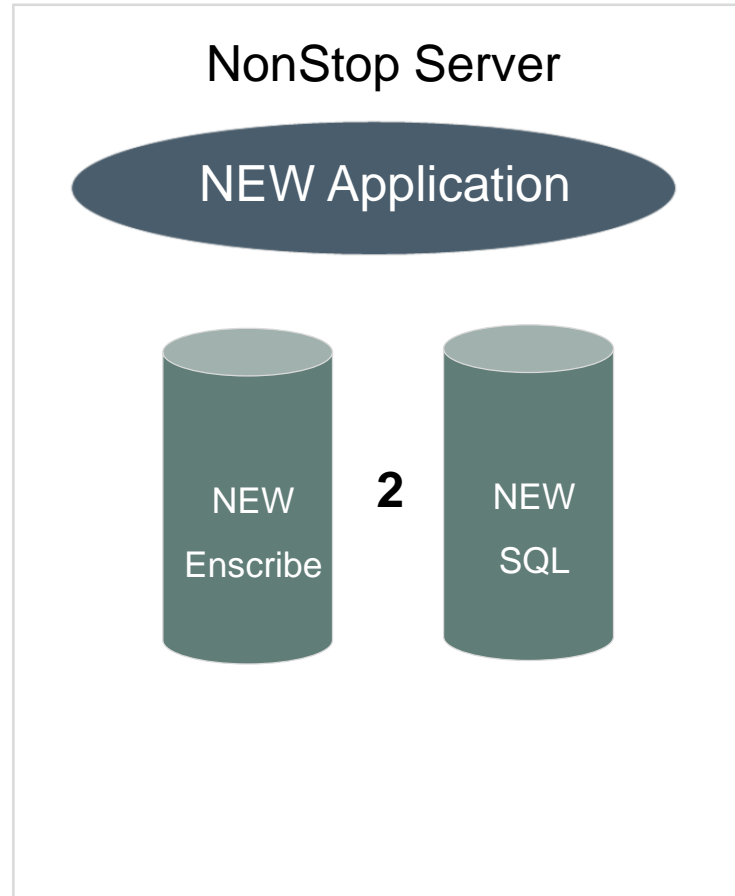 NonStop Server
NEW Application
NEW
Enscribe
2
NEW
SQL